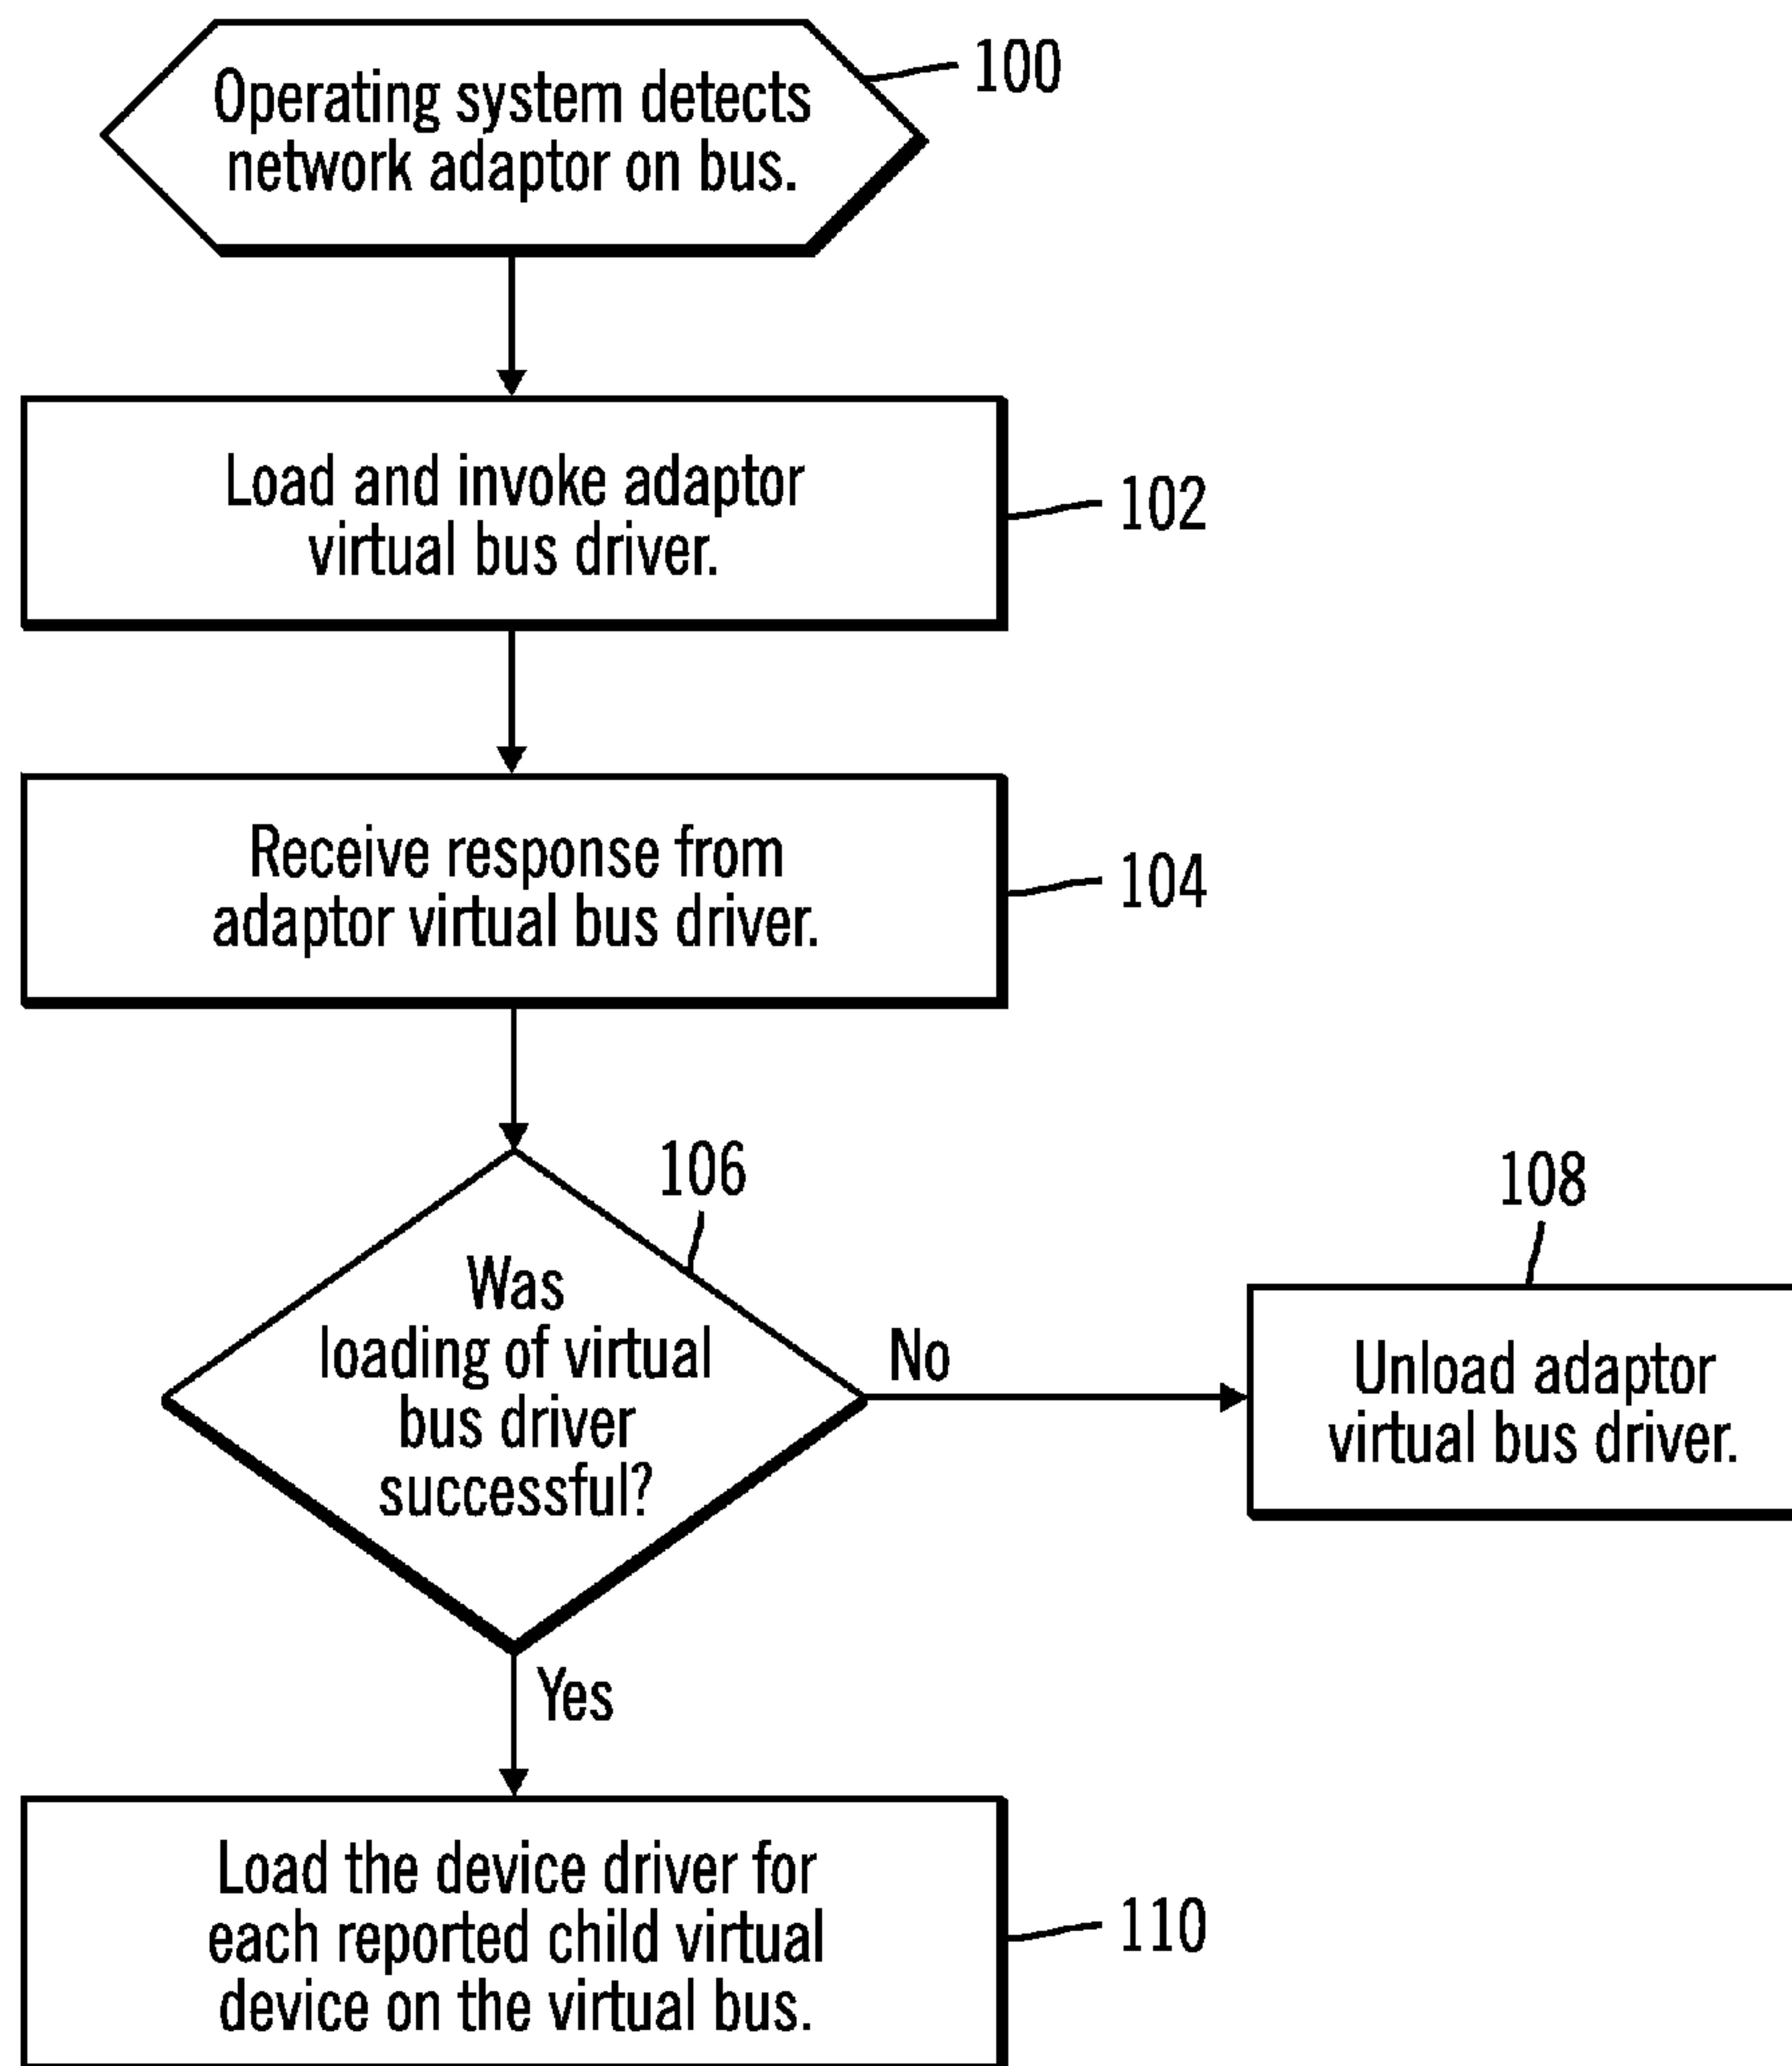 Operating system detects
network adaptor on bus.
100
Load and invoke adaptor
virtual bus driver.
102
Receive response from
adaptor virtual bus driver.
104
106
Was
loading of virtual
bus driver
successful?
No
108
Unload adaptor
virtual bus driver.
Yes
Load the device driver for
each reported child virtual
device on the virtual bus.
110